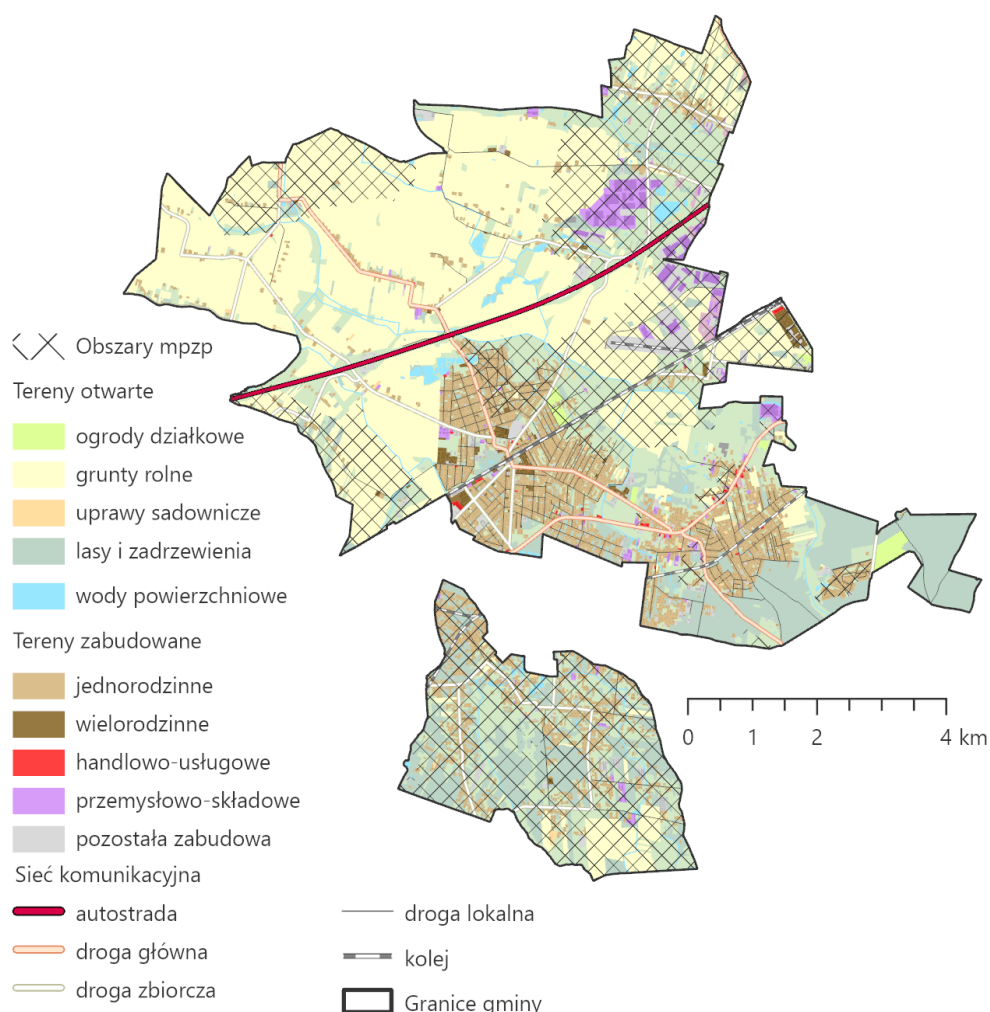 Obszary mpzp
Tereny otwarte
ogrody działkowe
grunty rolne
uprawy sadownicze
lasy i zadrzewienia
wody powierzchniowe
Tereny zabudowane
jednorodzinne
wielorodzinne
handlowo-usługowe
przemysłowo-składowe
pozostała zabudowa
Sieć komunikacyjna
autostrada
droga główna
droga zbiorcza
droga lokalna
kolej
Granice gminy
0 1 2 4 km